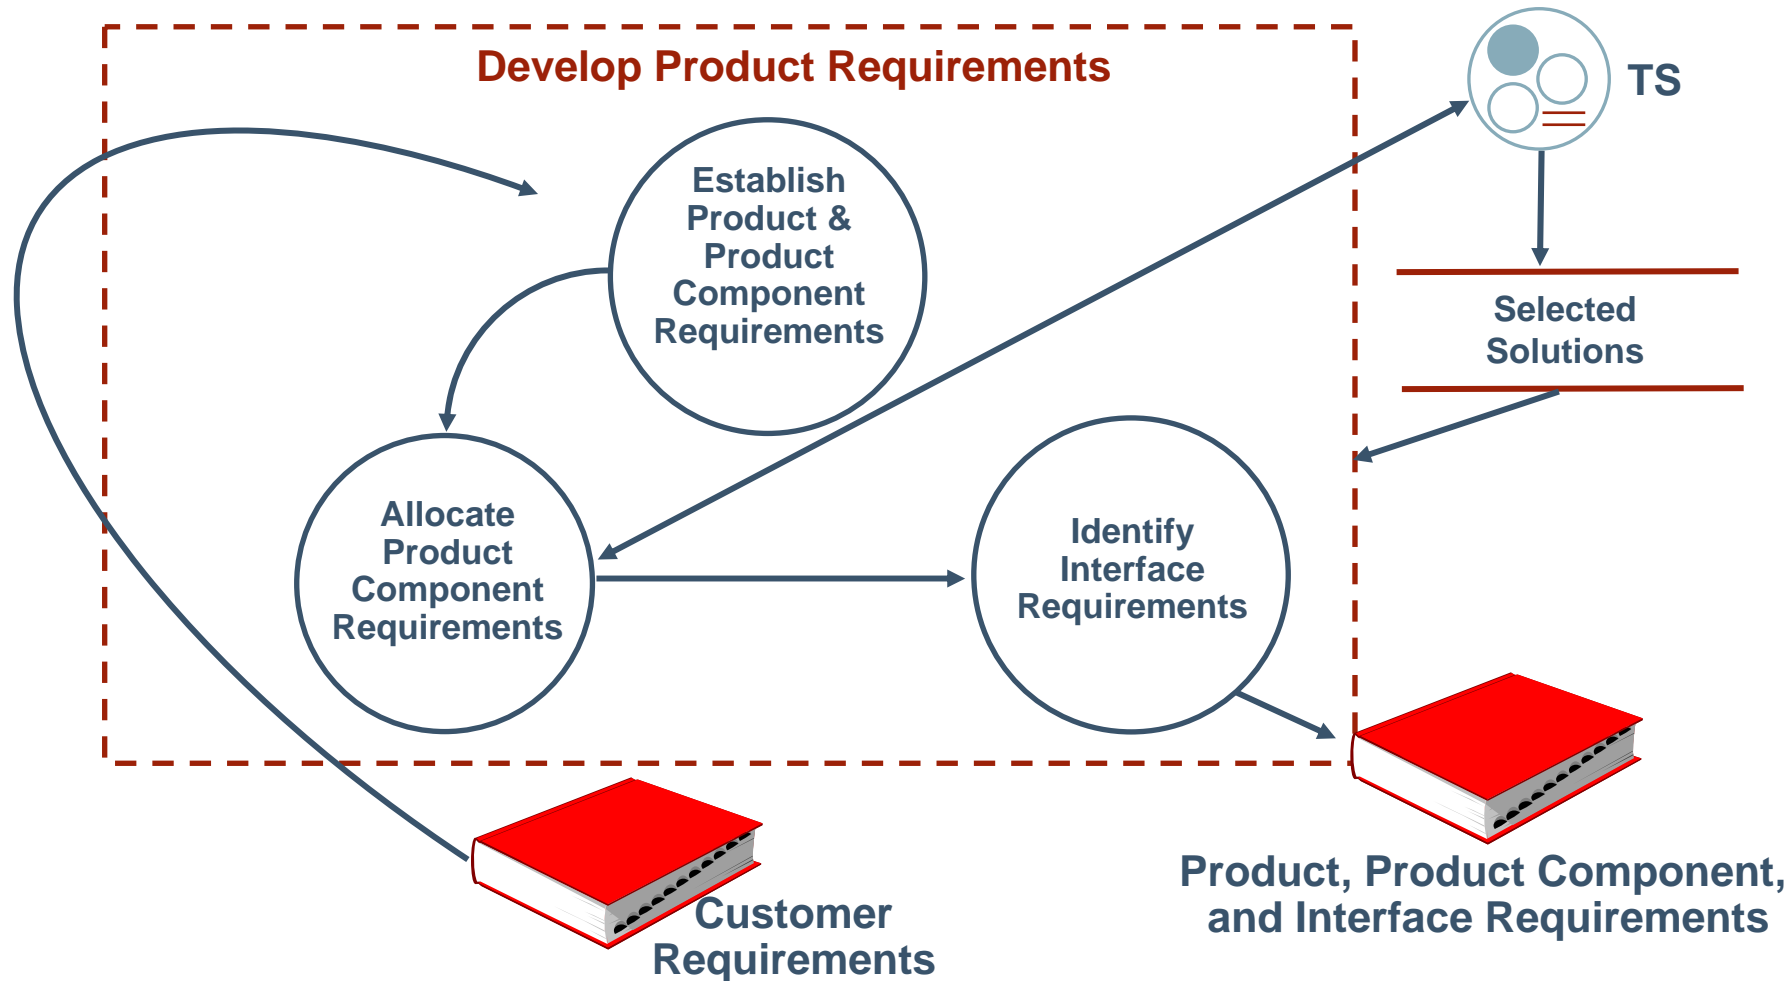 Develop Product Requirements
TS
Establish
Product &
Product
Component
Requirements
Selected
Solutions
Allocate
Product
Component
Requirements
Identify
Interface
Requirements
Product, Product Component,
and Interface Requirements
Customer
Requirements